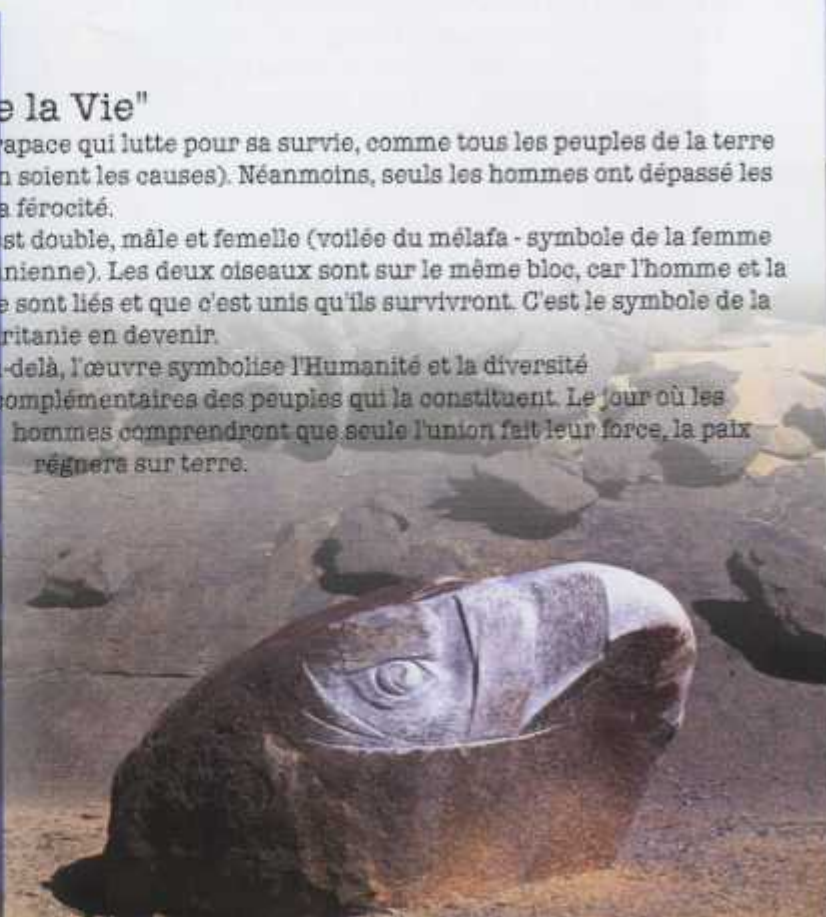 e la Vie"
rapace qui lutte pour sa survie, comme tous les peuples de la terre
n soient les causes). Néanmoins, seuls les hommes ont dépassé les
a férocité.
st double, mâle et femelle (voilée du mélafa - symbole de la femme
nienne). Les deux oiseaux sont sur le même bloc, car l'homme et la
e sont liés et que c'est unis qu'ils survivront. C'est le symbole de la
ritanie en devenir.
-delà, l'œuvre symbolise l'Humanité et la diversité
complémentaires des peuples qui la constituent. Le jour où les
hommes comprendront que seule l'union fait leur force, la paix
régnera sur terre.